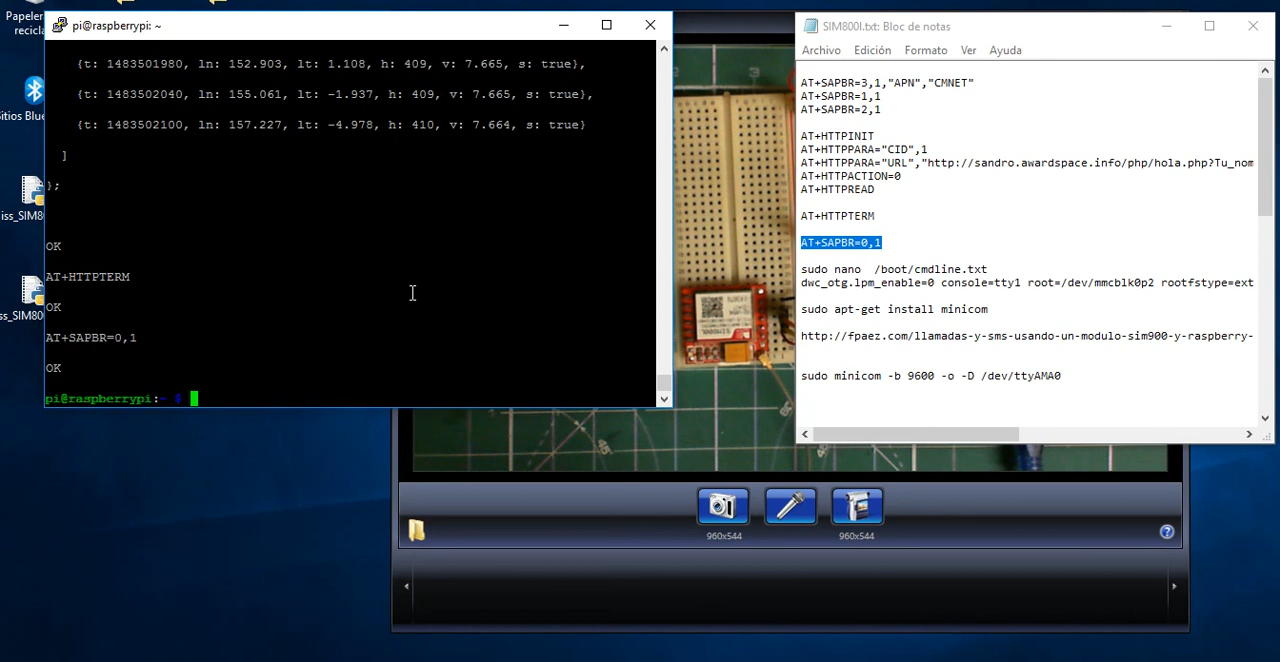 Papelera
recicla
Sitios Blue
iss_SIM80
ss_SIM80
pi@raspberrypi: ~
{t: 1483501980, ln: 152.903, lt: 1.108, h: 409, v: 7.665, s: true},
{t: 1483502040, ln: 155.061, lt: -1.937, h: 409, v: 7.665, s: true},
{t: 1483502100, ln: 157.227, lt: -4.978, h: 410, v: 7.664, s: true}
]
};
OK
AT+HTTPTERM
OK
AT+SAPBR=0,1
OK
pi@raspberrypi:~ $
SIM800l.txt: Bloc de notas
Archivo Edición Formato Ver Ayuda
AT+SAPBR=3,1,"APN","CMNET"
AT+SAPBR=1,1
AT+SAPBR=2,1
AT+HTTPINIT
AT+HTTPPARA="CID",1
AT+HTTPPARA="URL","http://sandro.awardspace.info/php/hola.php?Tu_nom
AT+HTTPACTION=0
AT+HTTPREAD
AT+HTTPTERM
AT+SAPBR=0,1
sudo nano  /boot/cmdline.txt
dwc_otg.lpm_enable=0 console=tty1 root=/dev/mmcblk0p2 rootfstype=ext
sudo apt-get install minicom
http://fpaez.com/llamadas-y-sms-usando-un-modulo-sim900-y-raspberry-
sudo minicom -b 9600 -o -D /dev/ttyAMA0
960x544
960x544